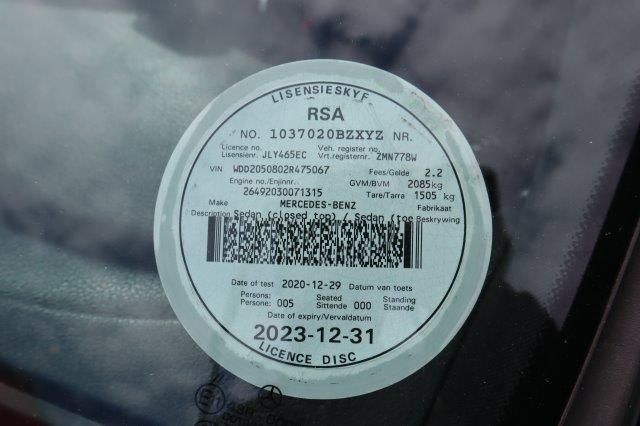 LISENSIESKYF
RSA
NO. 1037020BZXYZ NR.
Licence no. Veh. register no.
Lisensienr. JLY465EC Vrt.registernr. ZMN778W
VIN WDD2050802R475067 Fees/Gelde 2.2
Engine no./Enjinnr. GVM/BVM 2085kg
26492030071315 Tare/Tarra 1505 kg
Make MERCEDES-BENZ Fabrikaat
Description Sedan (closed top) / Sedan (toe Beskrywing
Date of test 2020-12-29 Datum van toets
Persons: Seated Standing
Persone: 005 Sittende 000 Staande
Date of expiry/Vervaldatum
2023-12-31
LICENCE DISC